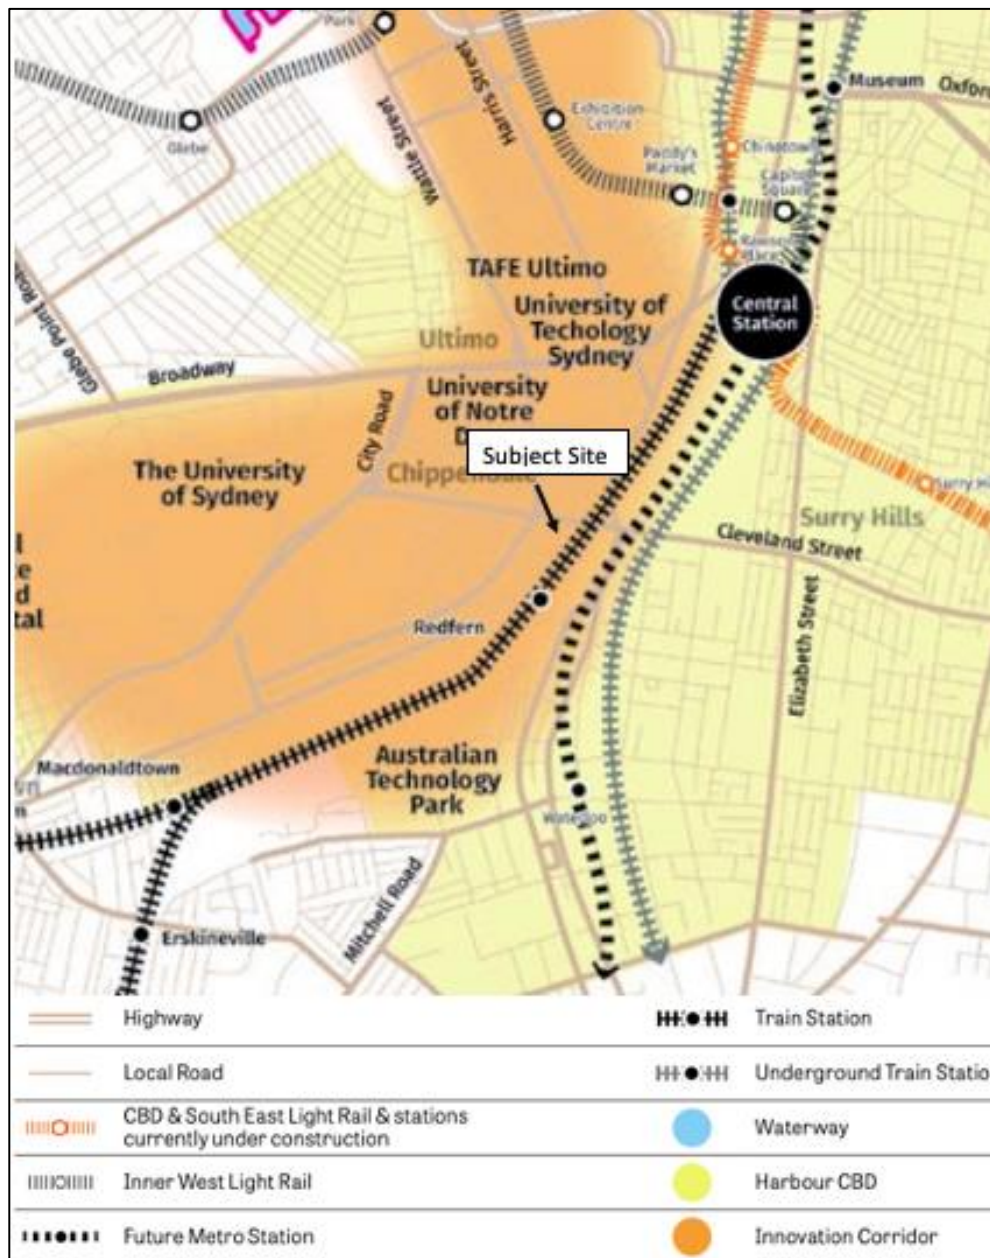 Park
Museum
Oxford
Glebe
Wattle Street
Harris Street
Exhibition
Centre
Paddy's
Market
Chinatown
Capitol
Square
Central
Station
TAFE Ultimo
University of
Techology
Sydney
Ultimo
Glebe Point Road
Broadway
City Road
University
of Notre
D
Subject Site
Chippendale
The University
of Sydney
Surry Hills
Surry Hi
Cleveland Street
Elizabeth Street
Redfern
l
e
d
tal
Macdonaldtown
Australian
Technology
Park
Waterloo
Mitchell Road
Erskineville
Highway
Train Station
Local Road
Underground Train Statio
CBD & South East Light Rail & stations
currently under construction
Waterway
Inner West Light Rail
Harbour CBD
Future Metro Station
Innovation Corridor